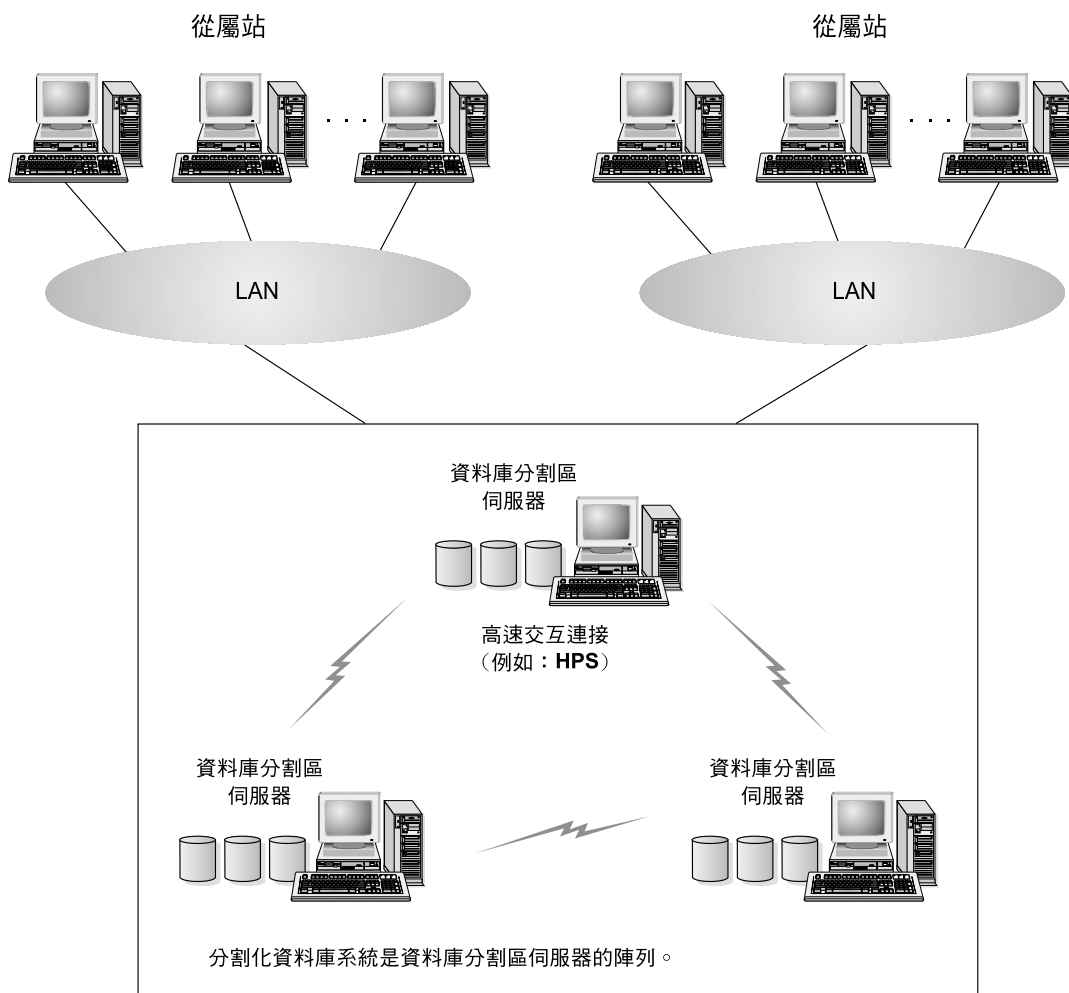 從屬站
從屬站
. . .
. . .
LAN
LAN
資料庫分割區
伺服器
高速交互連接
（例如：HPS）
資料庫分割區
伺服器
資料庫分割區
伺服器
分割化資料庫系統是資料庫分割區伺服器的陣列。